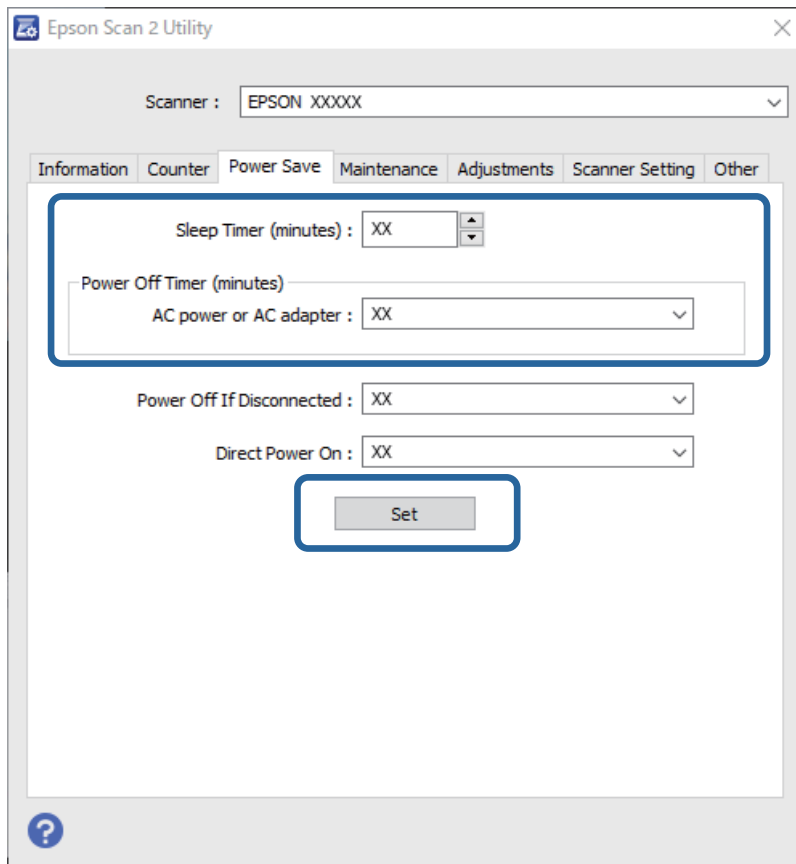 Epson Scan 2 Utility
Scanner : EPSON XXXXX
Information Counter Power Save Maintenance Adjustments Scanner Setting Other
Sleep Timer (minutes) : XX
Power Off Timer (minutes)
AC power or AC adapter : XX
Power Off If Disconnected : XX
Direct Power On : XX
Set
?